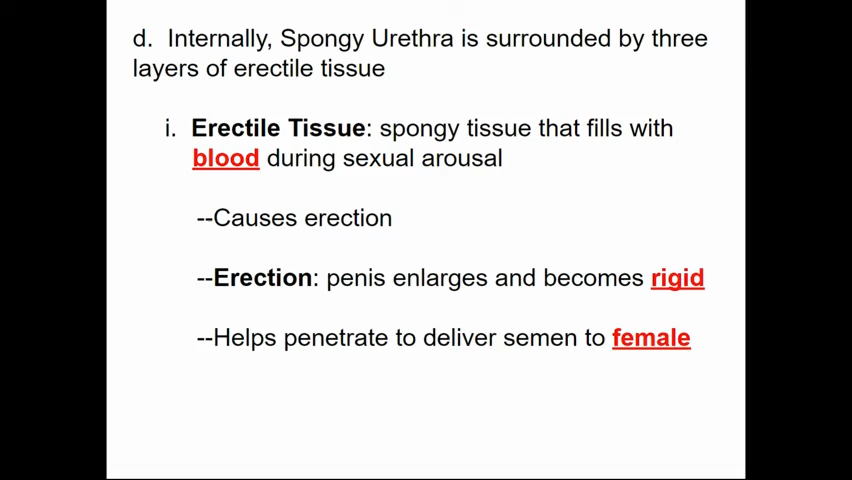 d. Internally, Spongy Urethra is surrounded by three
layers of erectile tissue
i. Erectile Tissue: spongy tissue that fills with
blood during sexual arousal
--Causes erection
--Erection: penis enlarges and becomes rigid
--Helps penetrate to deliver semen to female